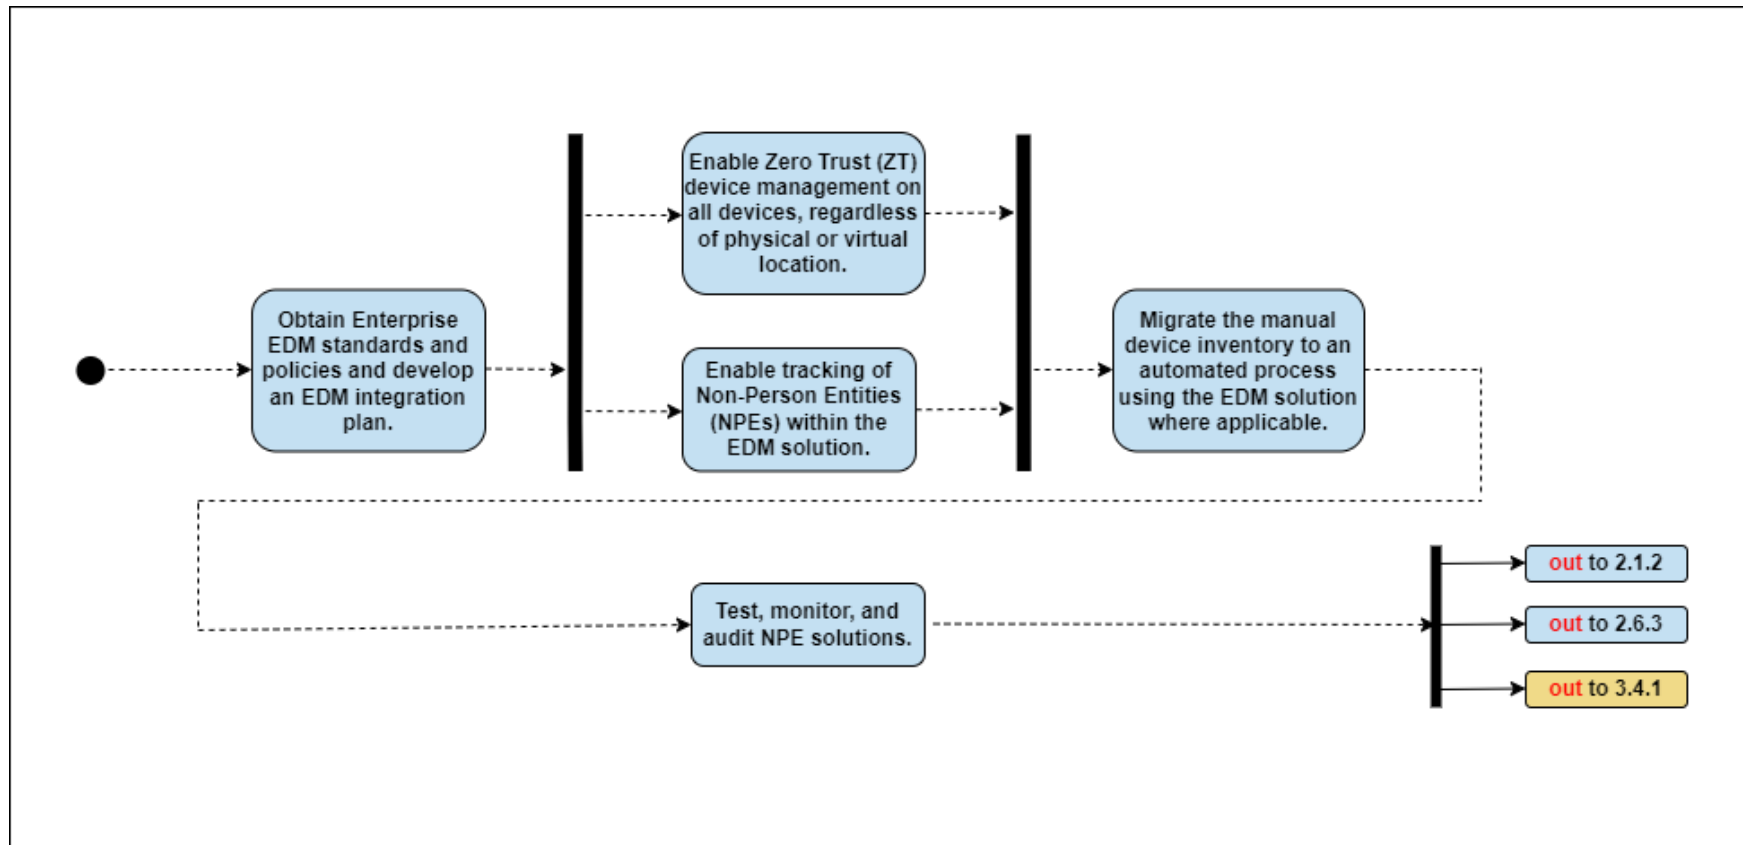 Obtain Enterprise
EDM standards and
policies and develop
an EDM integration
plan.
Enable Zero Trust (ZT)
device management on
all devices, regardless
of physical or virtual
location.
Enable tracking of
Non-Person Entities
(NPEs) within the
EDM solution.
Migrate the manual
device inventory to an
automated process
using the EDM solution
where applicable.
Test, monitor, and
audit NPE solutions.
out to 2.1.2
out to 2.6.3
out to 3.4.1